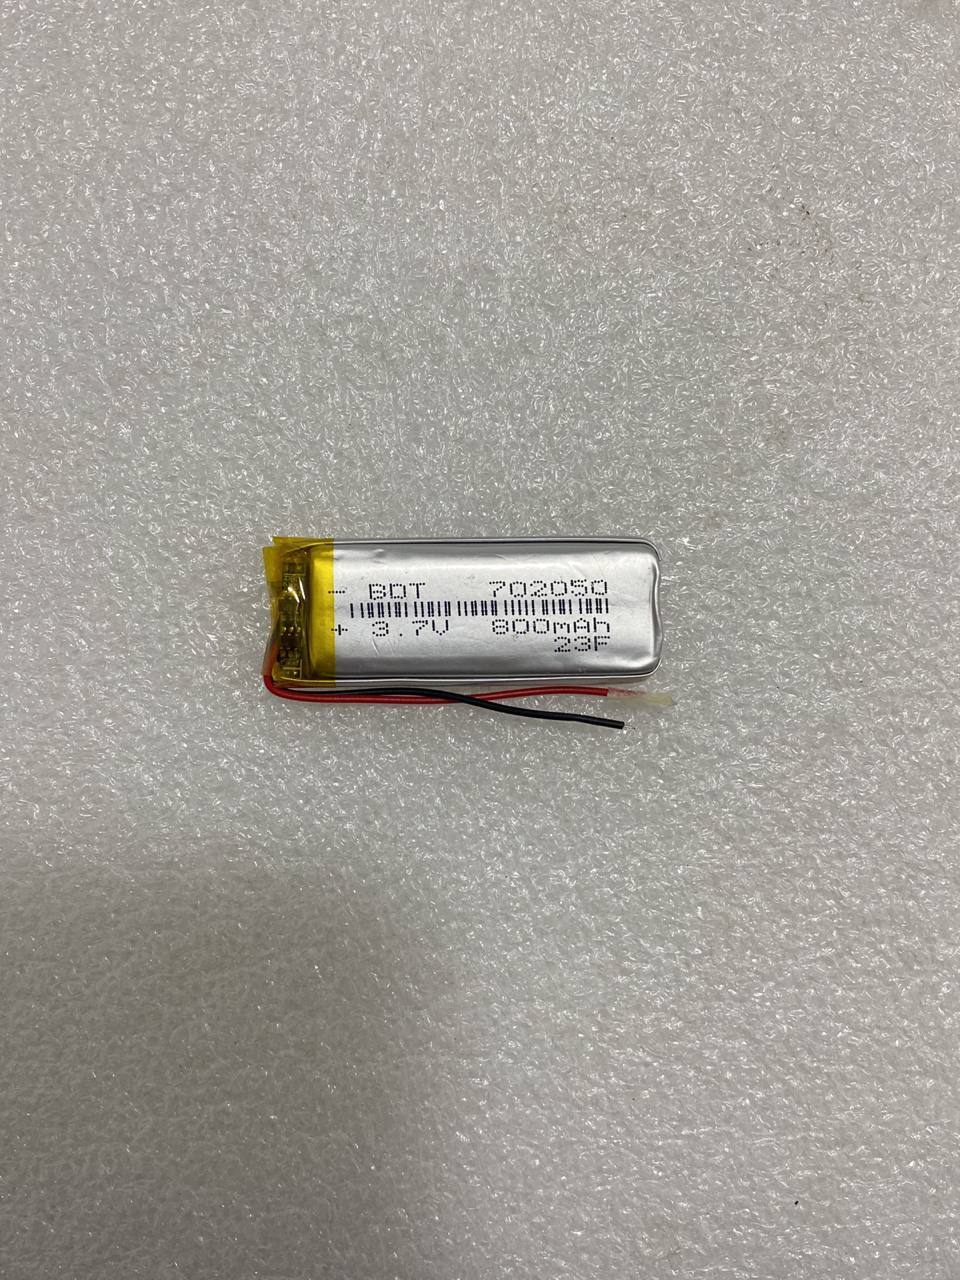 - BDT 702050
+ 3.7V 800mAh
23F